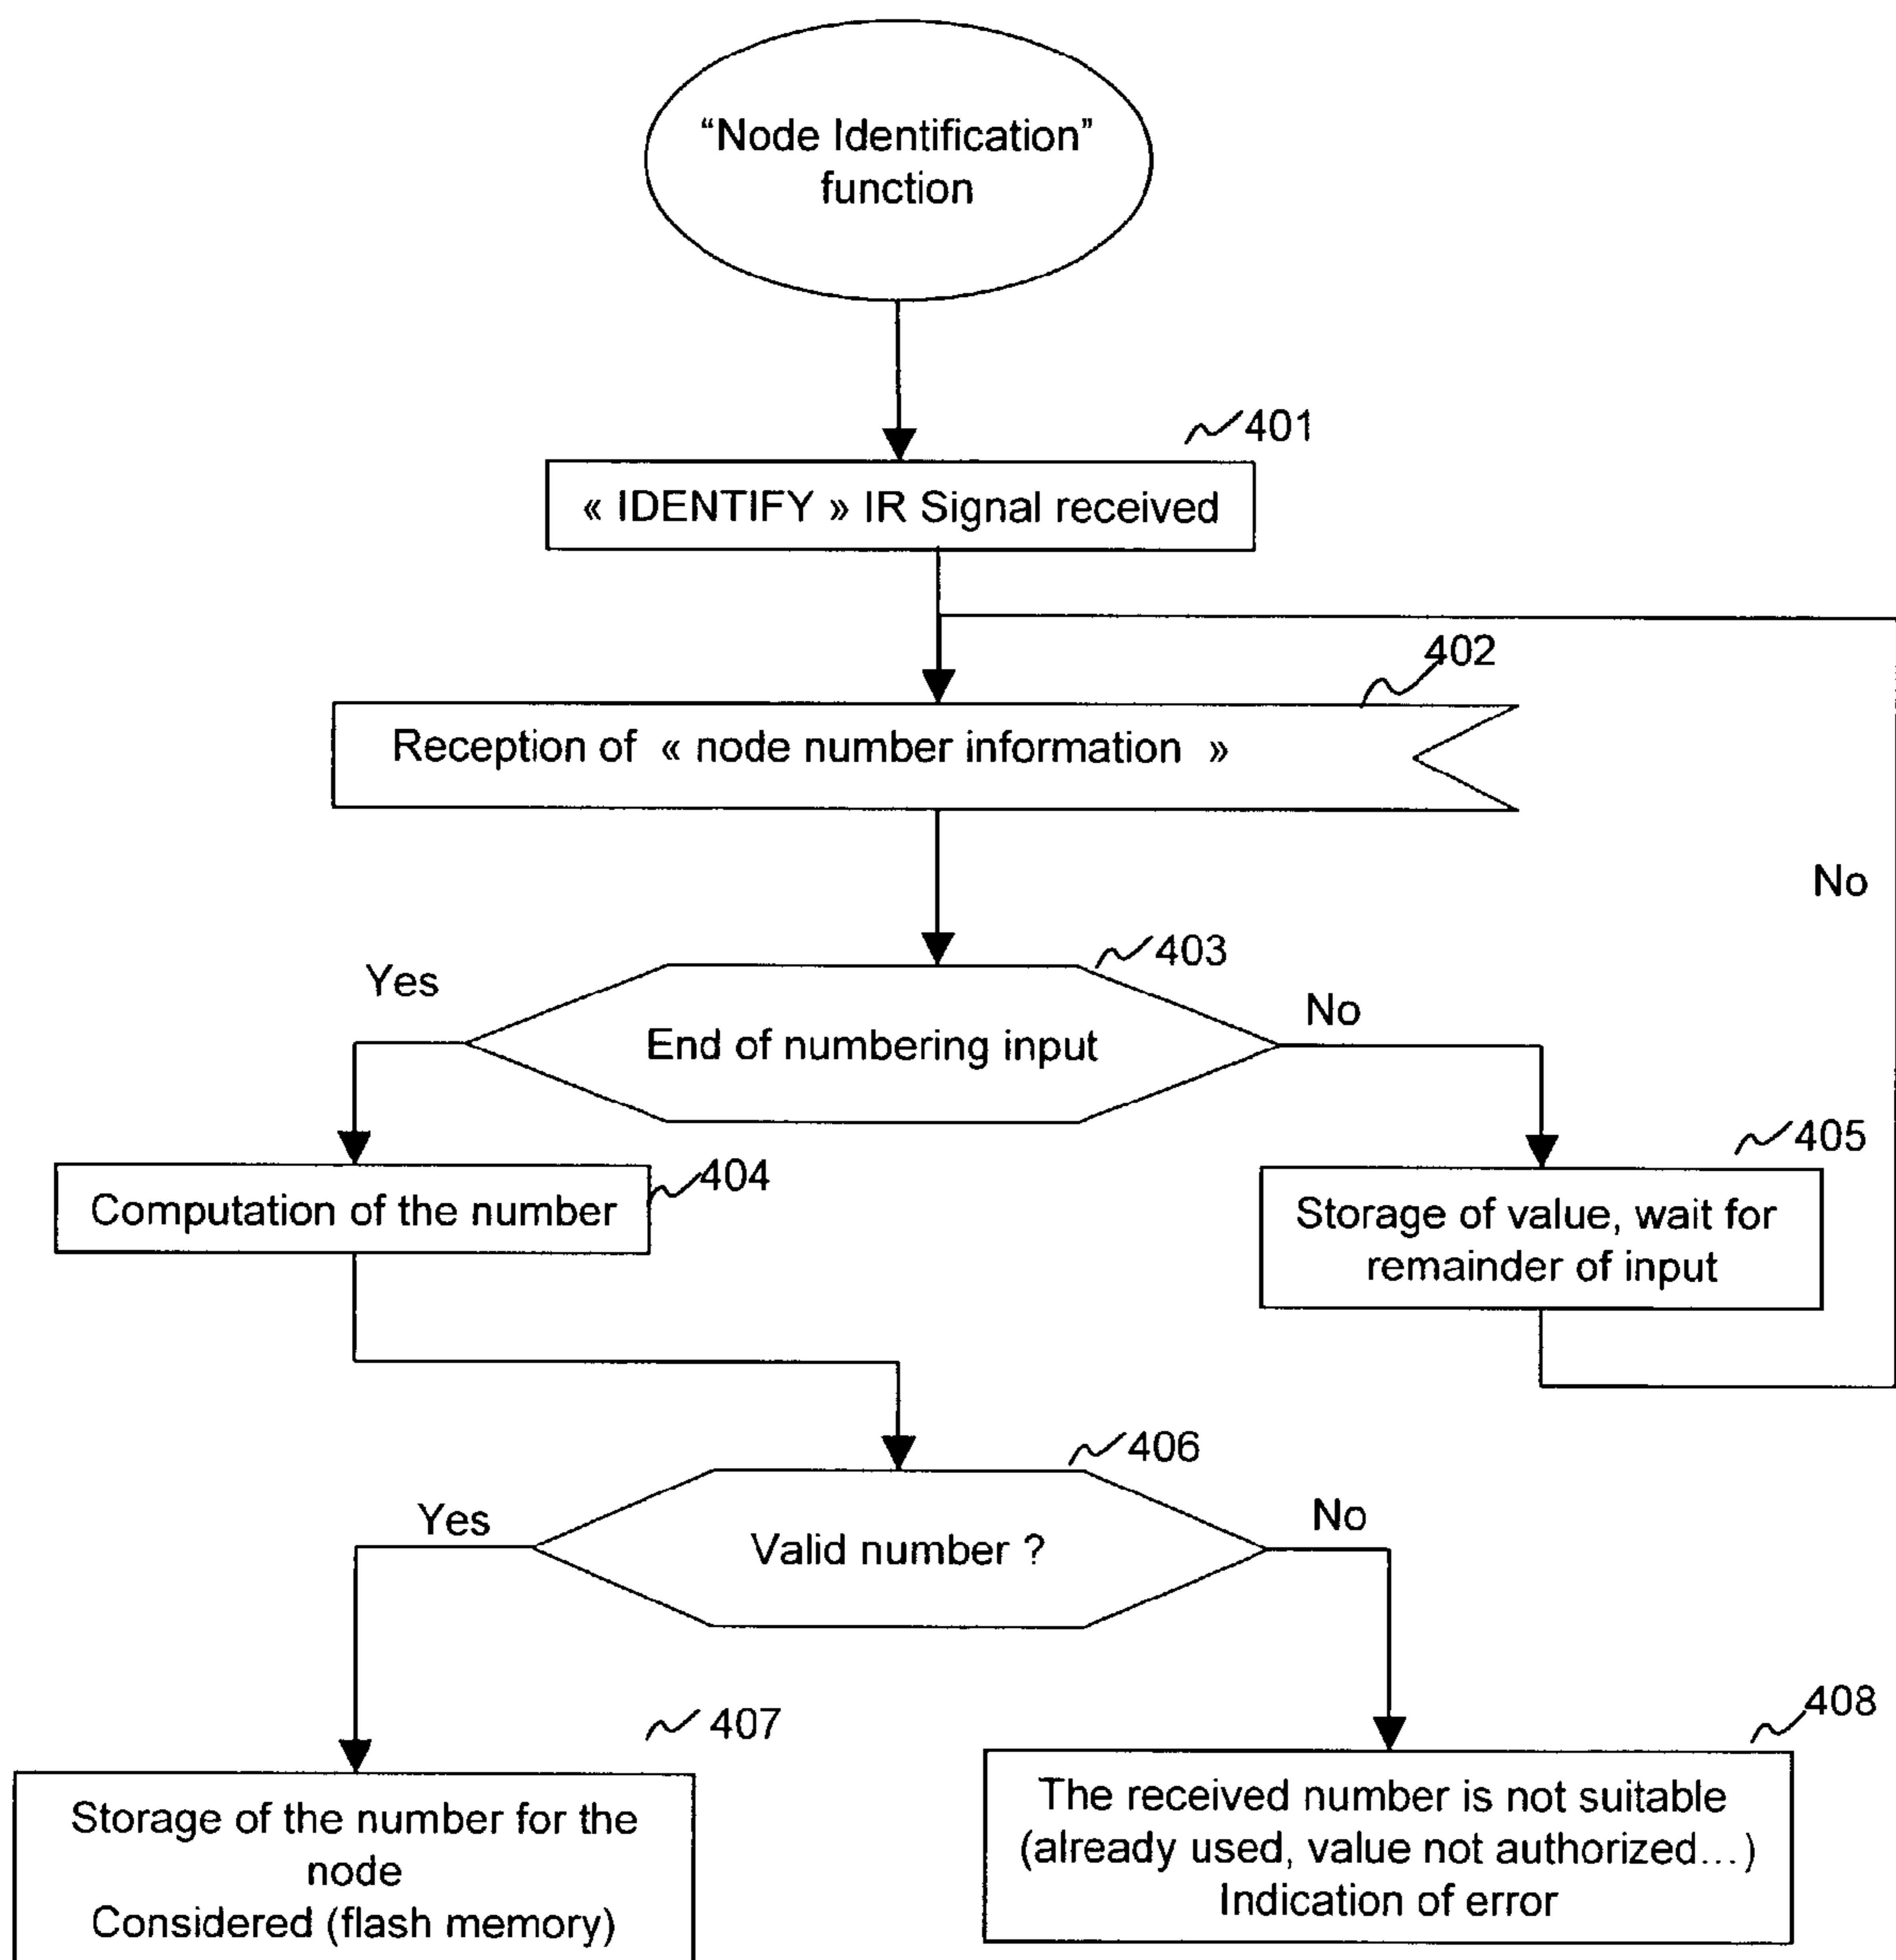 “Node Identification”
function
401
« IDENTIFY » IR Signal received
402
Reception of « node number information »
No
403
Yes
No
End of numbering input
405
404
Computation of the number
Storage of value, wait for
remainder of input
406
Yes
No
Valid number ?
408
407
The received number is not suitable
(already used, value not authorized...)
Indication of error
Storage of the number for the
node
Considered (flash memory)